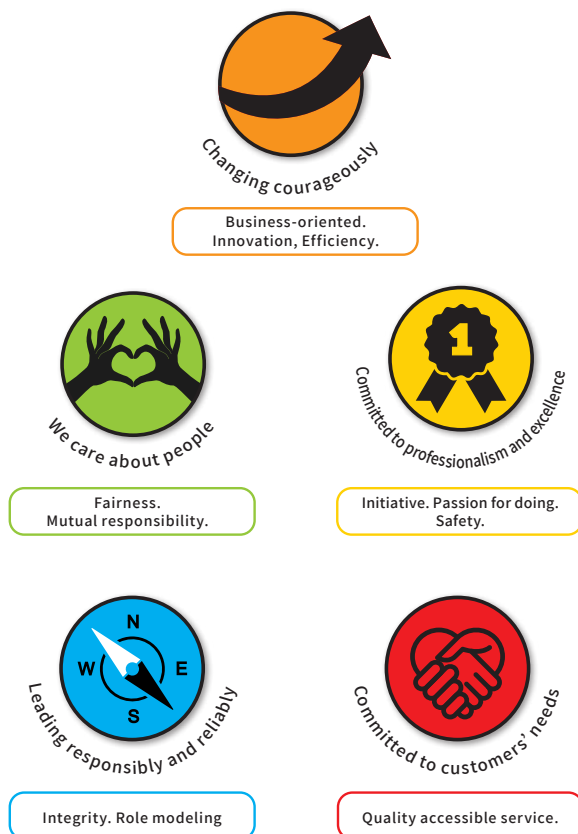 Changing courageously
Business-oriented.
Innovation, Efficiency.
1
We care about people
Fairness.
Mutual responsibility.
Committed to professionalism and excellence
Initiative. Passion for doing.
Safety.
N
W E
S
Leading responsibly and reliably
Integrity. Role modeling
Committed to customers’ needs
Quality accessible service.